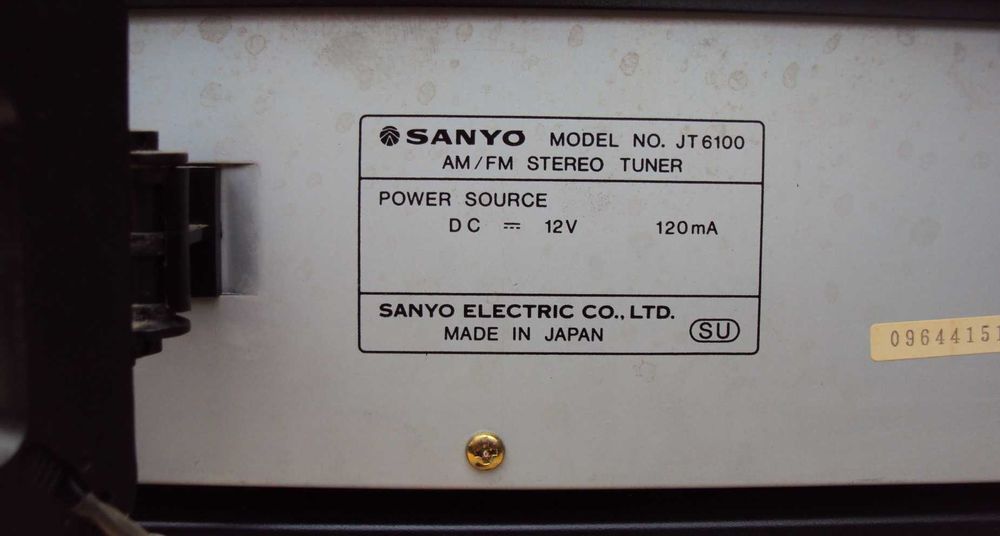 SANYO MODEL NO. JT6100
AM/FM STEREO TUNER
POWER SOURCE
DC ⎓ 12V 120mA
SANYO ELECTRIC CO., LTD.
MADE IN JAPAN
SU
09644151